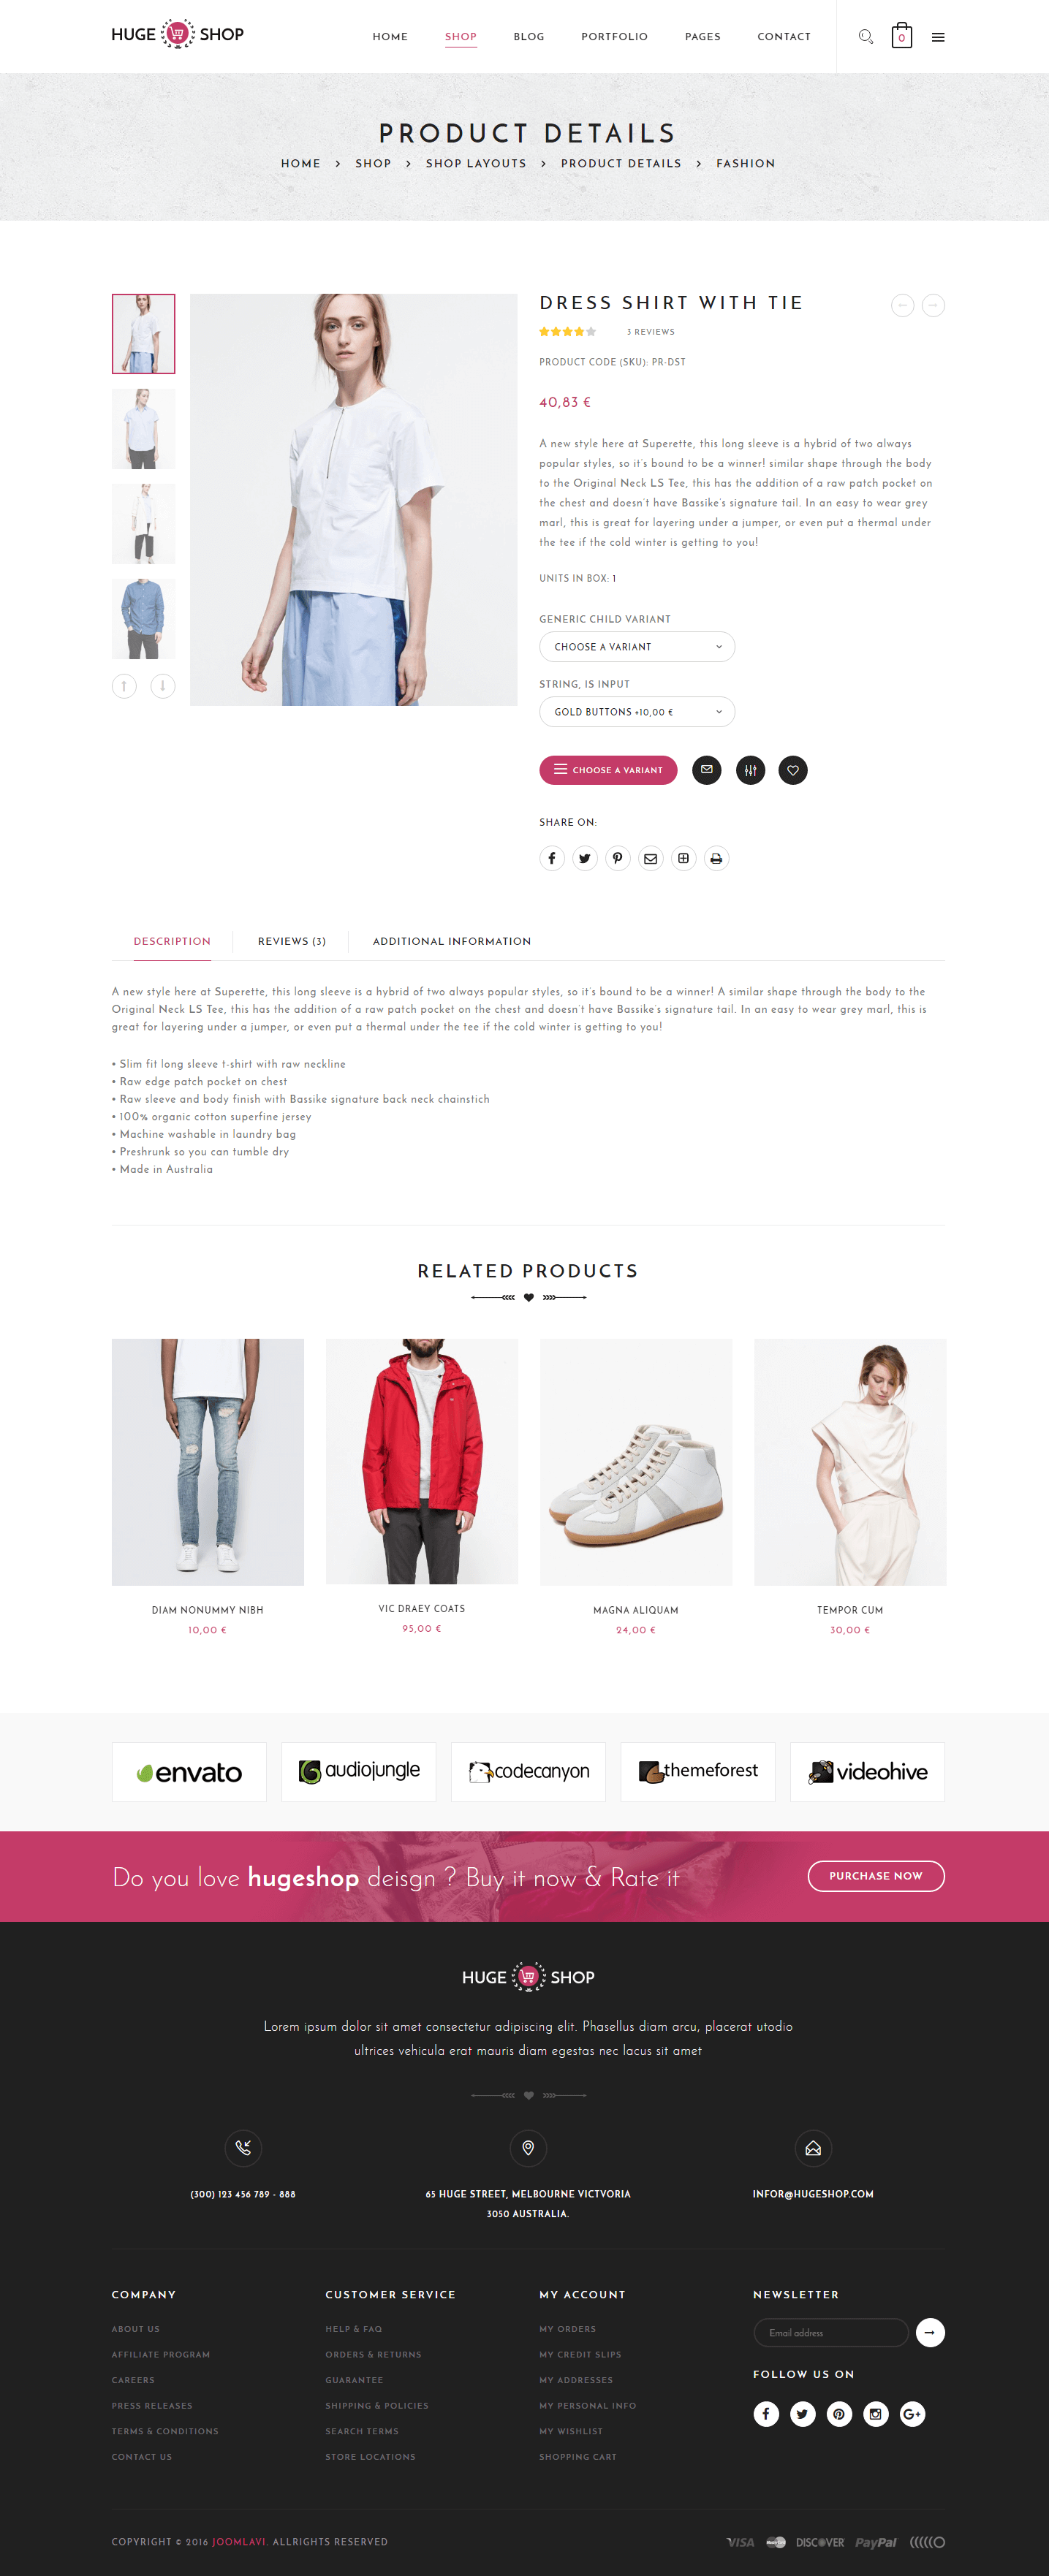 HUGE SHOP
HOME SHOP BLOG PORTFOLIO PAGES CONTACT
0
PRODUCT DETAILS
HOME > SHOP > SHOP LAYOUTS > PRODUCT DETAILS > FASHION
DRESS SHIRT WITH TIE
3 REVIEWS
PRODUCT CODE (SKU): PR-DST
40,83 €
A new style here at Superette, this long sleeve is a hybrid of two always
popular styles, so it's bound to be a winner! similar shape through the body
to the Original Neck LS Tee, this has the addition of a raw patch pocket on
the chest and doesn't have Bassike's signature tail. In an easy to wear grey
marl, this is great for layering under a jumper, or even put a thermal under
the tee if the cold winter is getting to you!
UNITS IN BOX: 1
GENERIC CHILD VARIANT
CHOOSE A VARIANT
STRING, IS INPUT
GOLD BUTTONS +10,00 €
CHOOSE A VARIANT
SHARE ON:
DESCRIPTION REVIEWS (3) ADDITIONAL INFORMATION
A new style here at Superette, this long sleeve is a hybrid of two always popular styles, so it's bound to be a winner! A similar shape through the body to the
Original Neck LS Tee, this has the addition of a raw patch pocket on the chest and doesn't have Bassike's signature tail. In an easy to wear grey marl, this is
great for layering under a jumper, or even put a thermal under the tee if the cold winter is getting to you!
• Slim fit long sleeve t-shirt with raw neckline
• Raw edge patch pocket on chest
• Raw sleeve and body finish with Bassike signature back neck chainstich
• 100% organic cotton superfine jersey
• Machine washable in laundry bag
• Preshrunk so you can tumble dry
• Made in Australia
RELATED PRODUCTS
DIAM NONUMMY NIBH
10,00 €
VIC DRAEY COATS
95,00 €
MAGNA ALIQUAM
24,00 €
TEMPOR CUM
30,00 €
envato
audiojungle
codecanyon
themeforest
videohive
Do you love hugeshop deisgn ? Buy it now & Rate it
PURCHASE NOW
HUGE SHOP
Lorem ipsum dolor sit amet consectetur adipiscing elit. Phasellus diam arcu, placerat utodio
ultrices vehicula erat mauris diam egestas nec lacus sit amet
(300) 123 456 789 - 888
65 HUGE STREET, MELBOURNE VICTVORIA
3050 AUSTRALIA.
INFOR@HUGESHOP.COM
COMPANY
ABOUT US
AFFILIATE PROGRAM
CAREERS
PRESS RELEASES
TERMS & CONDITIONS
CONTACT US
CUSTOMER SERVICE
HELP & FAQ
ORDERS & RETURNS
GUARANTEE
SHIPPING & POLICIES
SEARCH TERMS
STORE LOCATIONS
MY ACCOUNT
MY ORDERS
MY CREDIT SLIPS
MY ADDRESSES
MY PERSONAL INFO
MY WISHLIST
SHOPPING CART
NEWSLETTER
Email address
FOLLOW US ON
COPYRIGHT © 2016 JOOMLAVI. ALLRIGHTS RESERVED
VISA
DISCOVER
PayPal